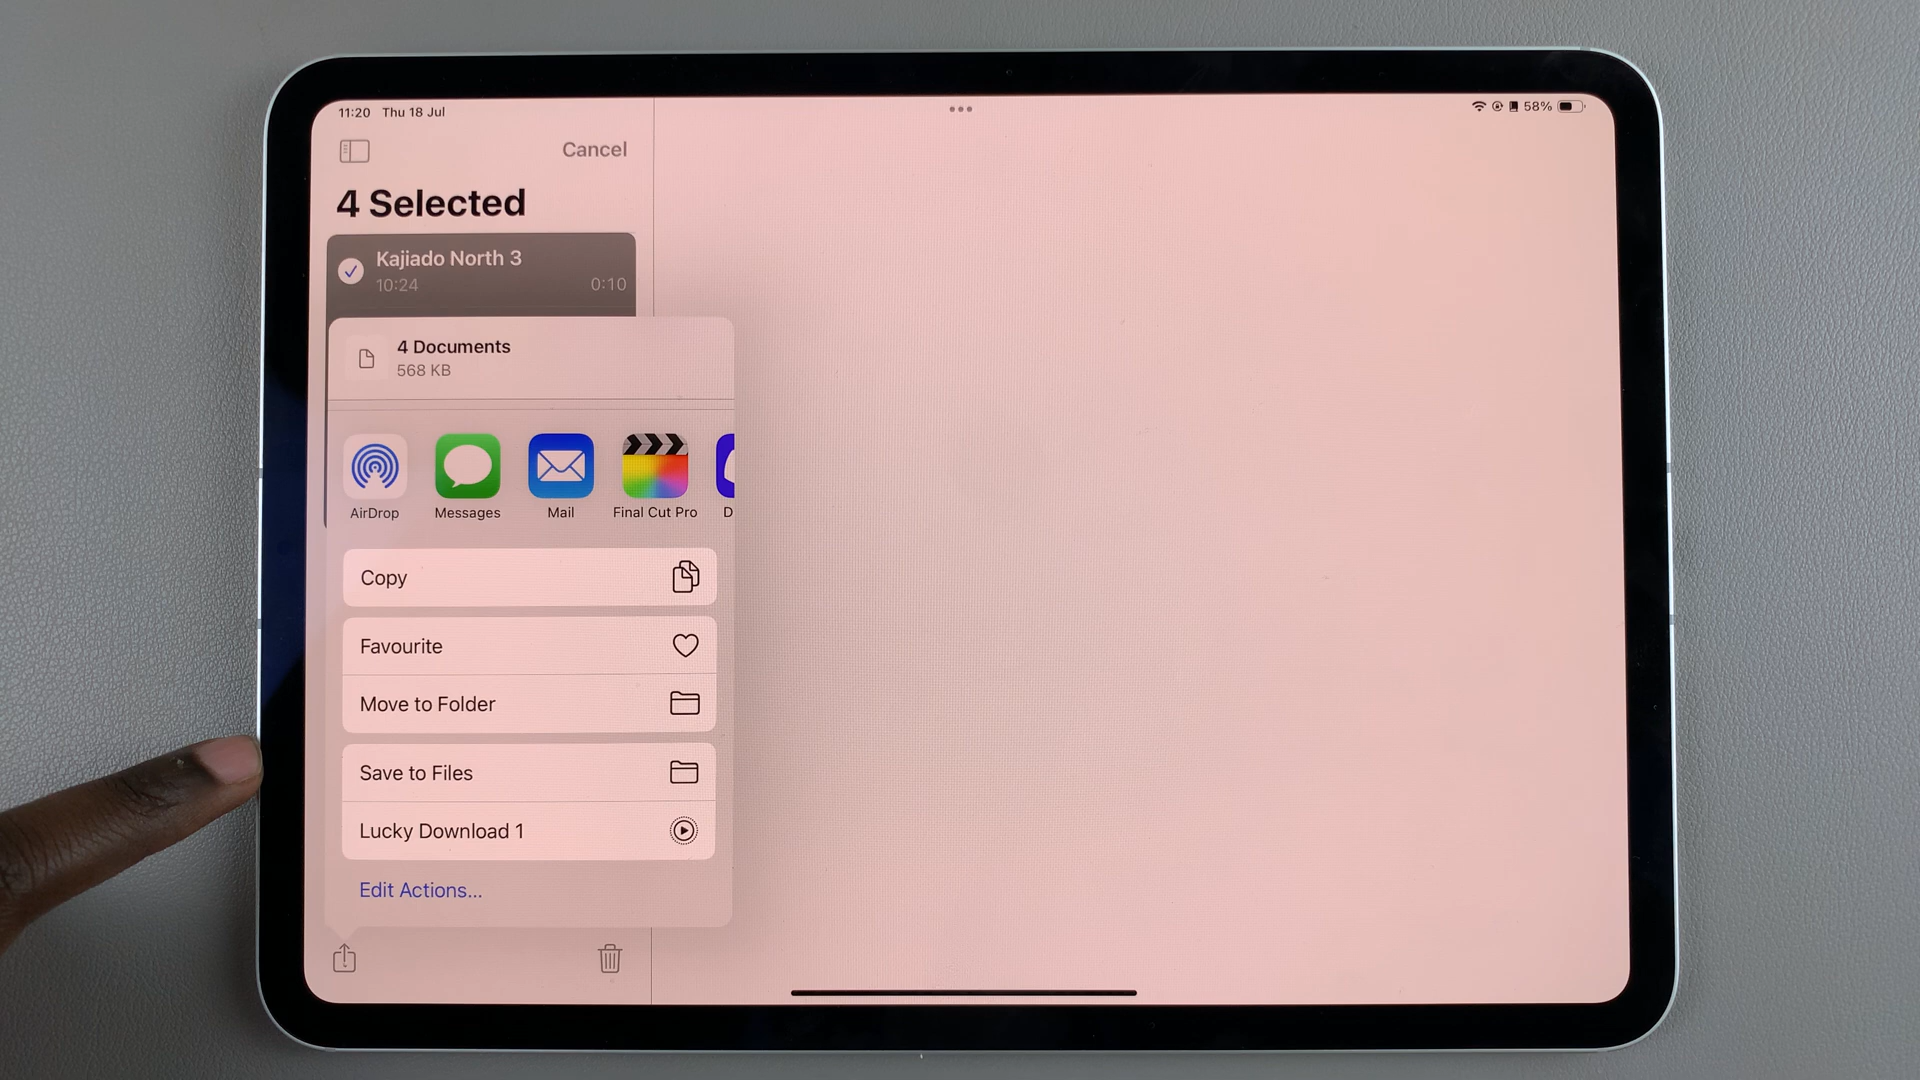 11:20 Thu 18 Jul
58%
Cancel
4 Selected
Kajiado North 3
10:24 0:10
4 Documents
568 KB
AirDrop Messages Mail Final Cut Pro D
Copy
Favourite
Move to Folder
Save to Files
Lucky Download 1
Edit Actions...